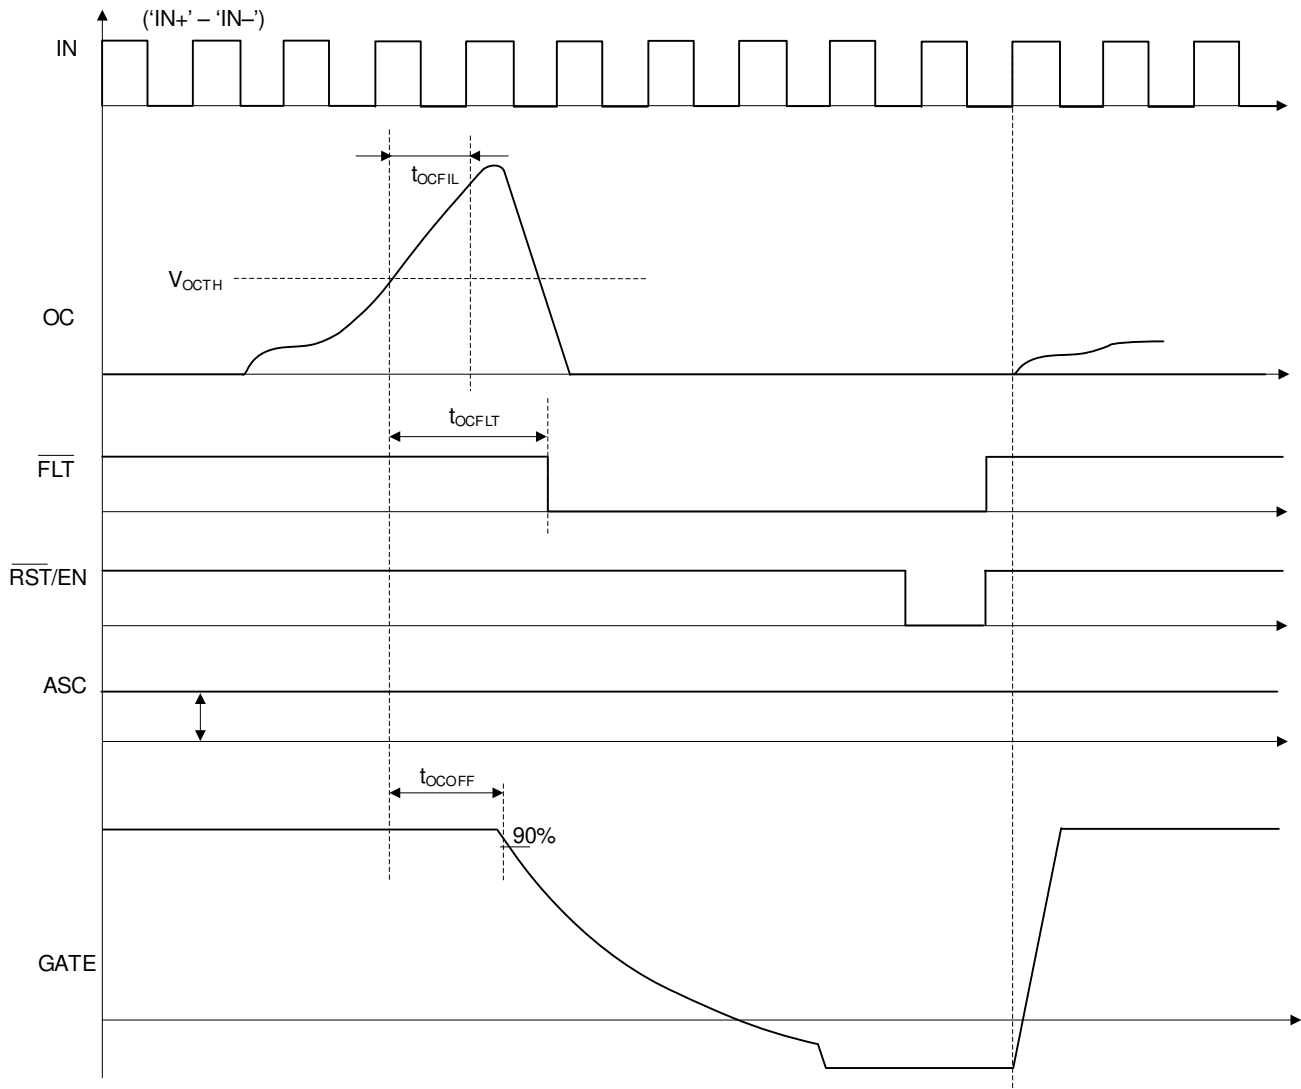 ('IN+' – 'IN–')
IN
tOCFIL
VOCTH
OC
tOCFLT
FLT
RST/EN
ASC
tOCOFF
90%
GATE